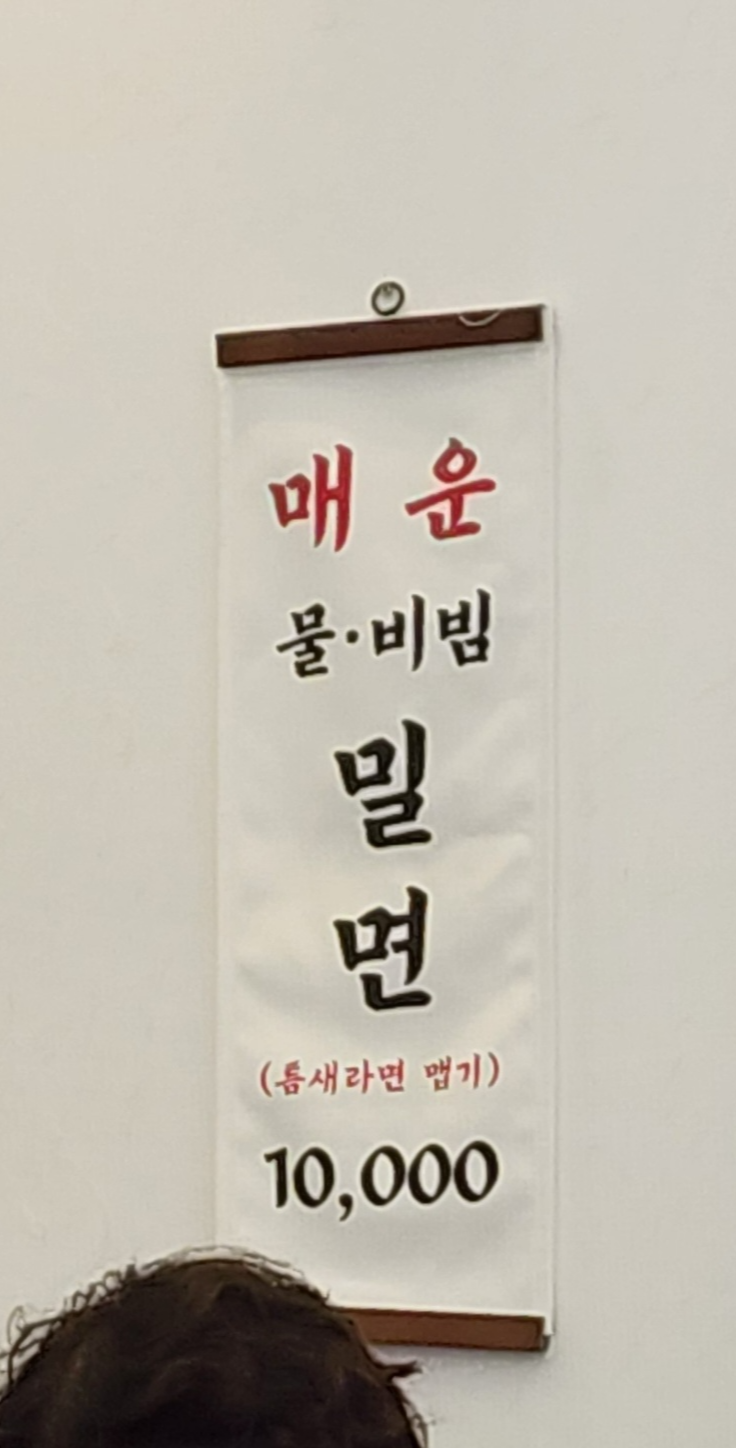 매 운
물·비빔
밀
면
(틈새라면 맵기)
10,000